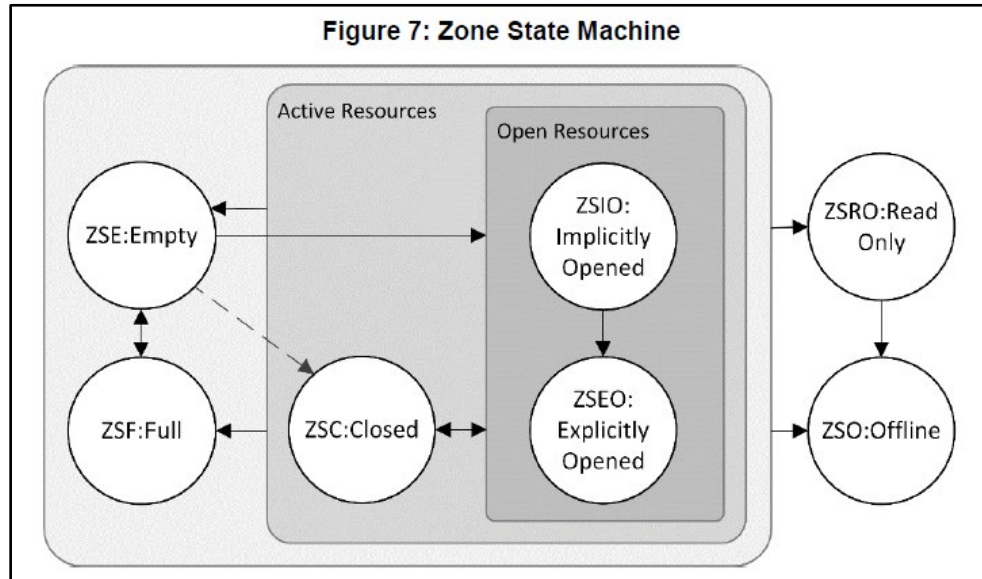 Figure 7: Zone State Machine
Active Resources
Open Resources
ZSE:Empty
ZSIO:
Implicitly
Opened
ZSRO:Read
Only
ZSF:Full
ZSC:Closed
ZSEO:
Explicitly
Opened
ZSO:Offline